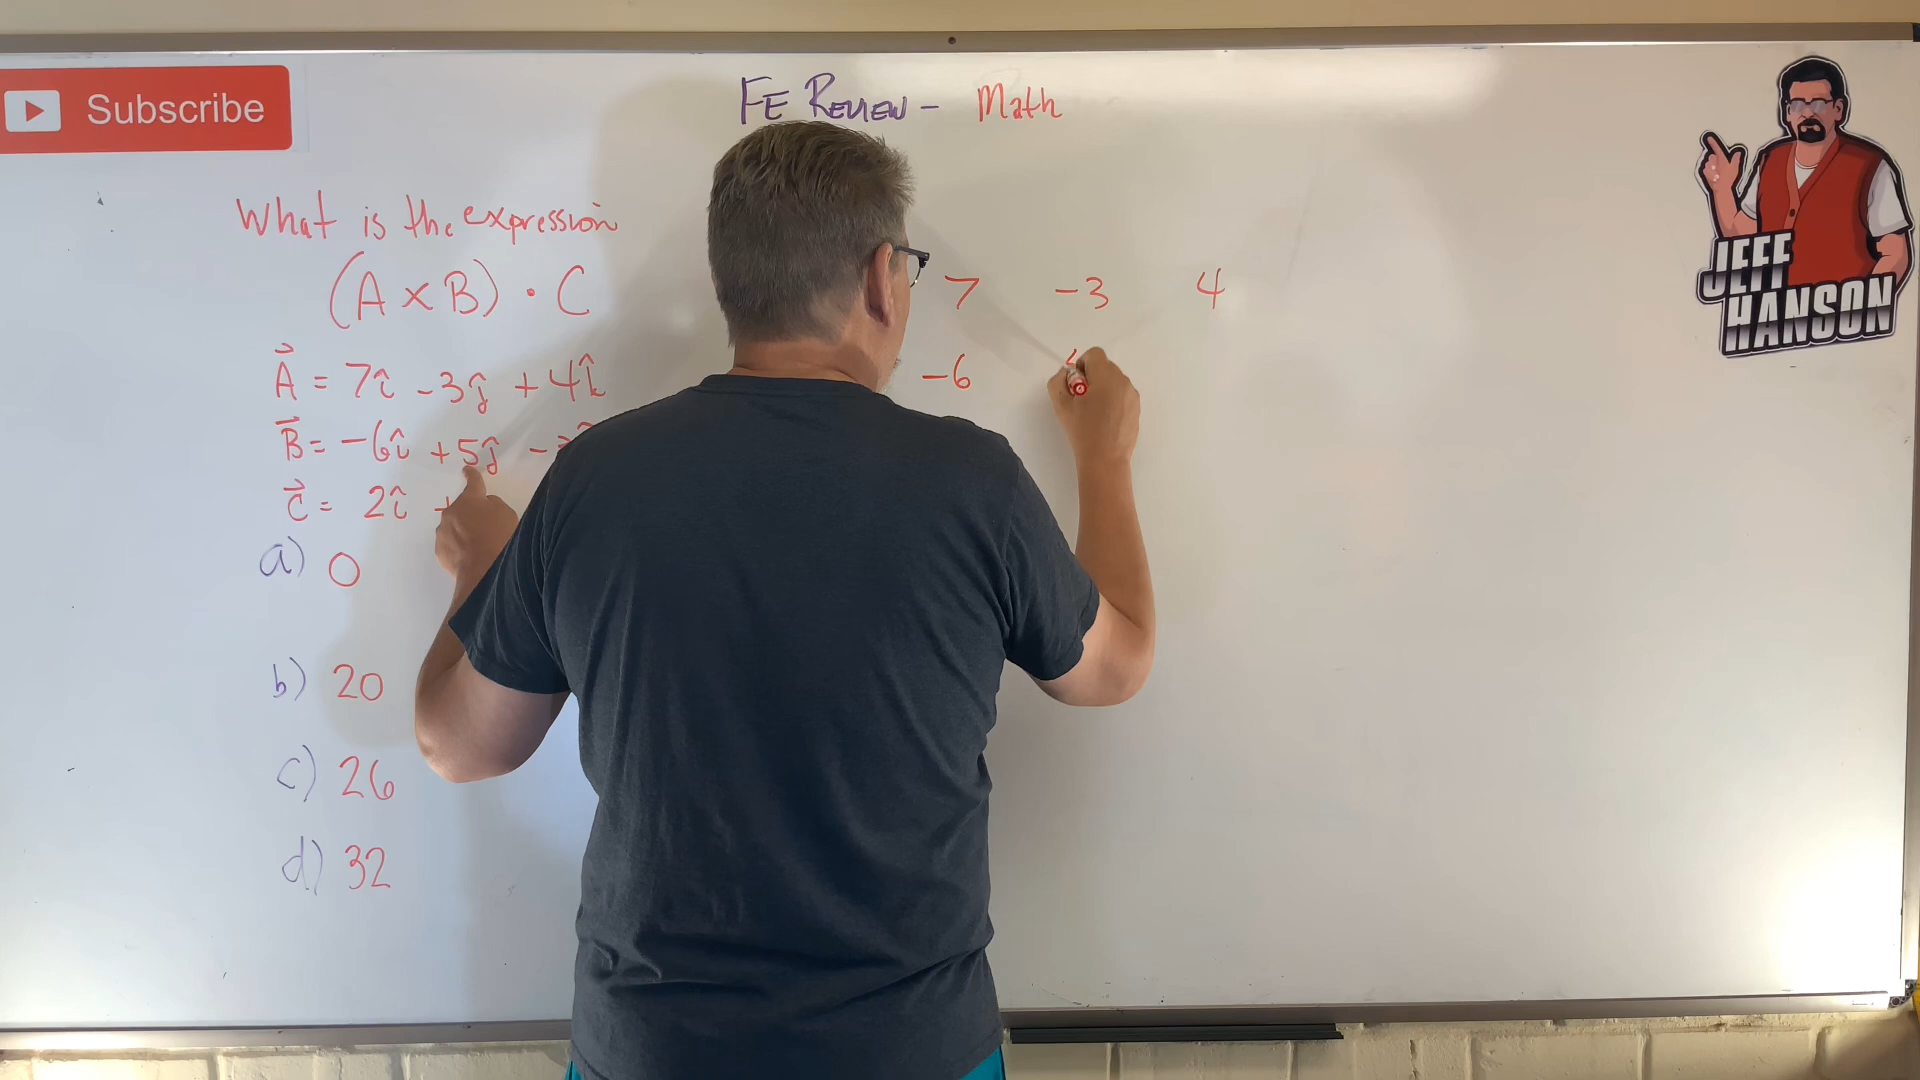 Subscribe
FE REVIEW - Math
What is the expression
(A × B) · C
A⃗ = 7î - 3ĵ + 4k̂
B⃗ = -6î + 5ĵ -
C⃗ = 2î +
a) 0
b) 20
c) 26
d) 32
7 -3 4
-6
JEFF
HANSON